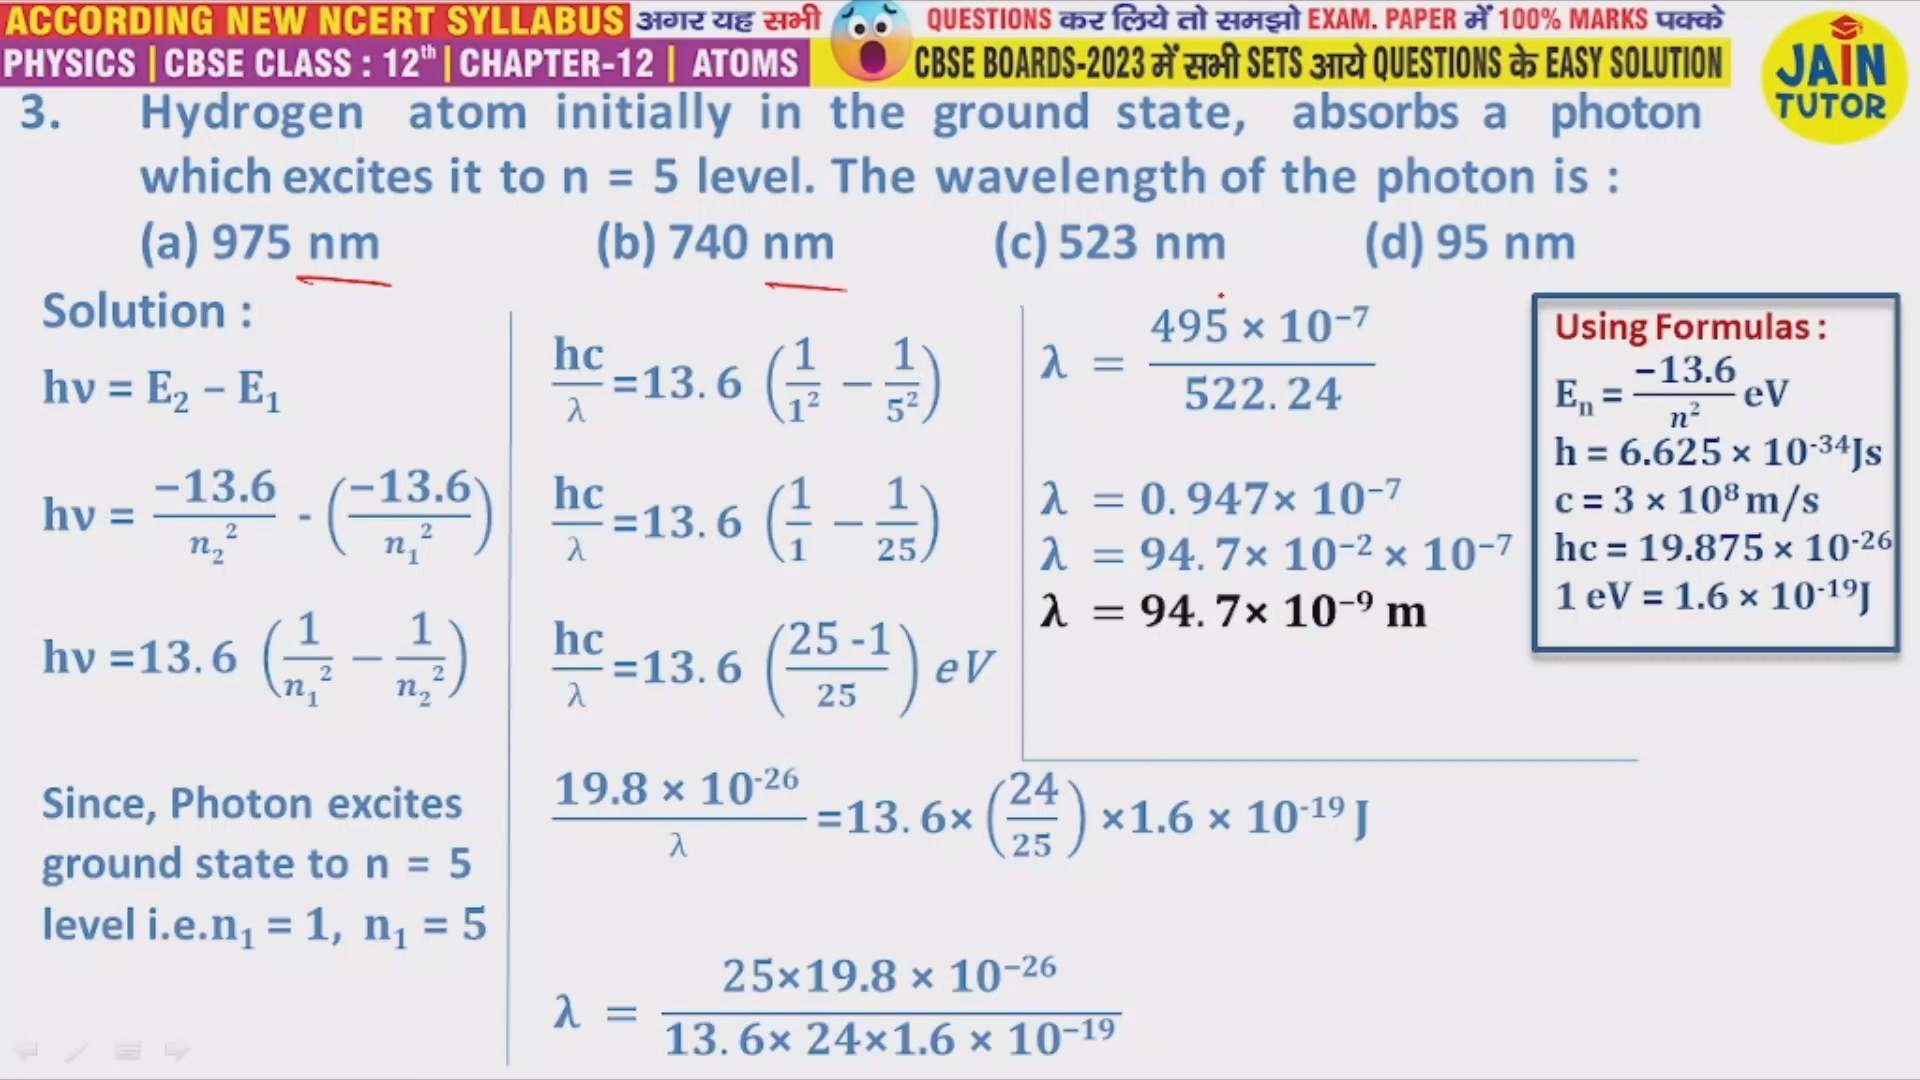 ACCORDING NEW NCERT SYLLABUS अगर यह सभी QUESTIONS कर लिये तो समझो EXAM. PAPER में 100% MARKS पक्के
PHYSICS | CBSE CLASS : 12th | CHAPTER-12 | ATOMS CBSE BOARDS-2023 में सभी SETS आये QUESTIONS के EASY SOLUTION
JAIN
TUTOR
3. Hydrogen atom initially in the ground state, absorbs a photon
which excites it to n = 5 level. The wavelength of the photon is :
(a) 975 nm (b) 740 nm (c) 523 nm (d) 95 nm
Solution :
hν = E₂ − E₁
hν = −13.6/n₂² - (−13.6/n₁²)
hν =13.6 (1/n₁² − 1/n₂²)
Since, Photon excites
ground state to n = 5
level i.e.n₁ = 1, n₁ = 5
hc/λ =13.6 (1/1² − 1/5²)
hc/λ =13.6 (1/1 − 1/25)
hc/λ =13.6 (25 -1/25) eV
19.8 × 10⁻²⁶/λ =13.6× (24/25) ×1.6 × 10⁻¹⁹ J
λ = 25×19.8 × 10⁻²⁶/13.6× 24×1.6 × 10⁻¹⁹
λ = 495 × 10⁻⁷/522.24
λ = 0.947× 10⁻⁷
λ = 94.7× 10⁻² × 10⁻⁷
λ = 94.7× 10⁻⁹ m
Using Formulas :
Eₙ = −13.6/n² eV
h = 6.625 × 10⁻³⁴Js
c = 3 × 10⁸ m/s
hc = 19.875 × 10⁻²⁶
1 eV = 1.6 × 10⁻¹⁹J